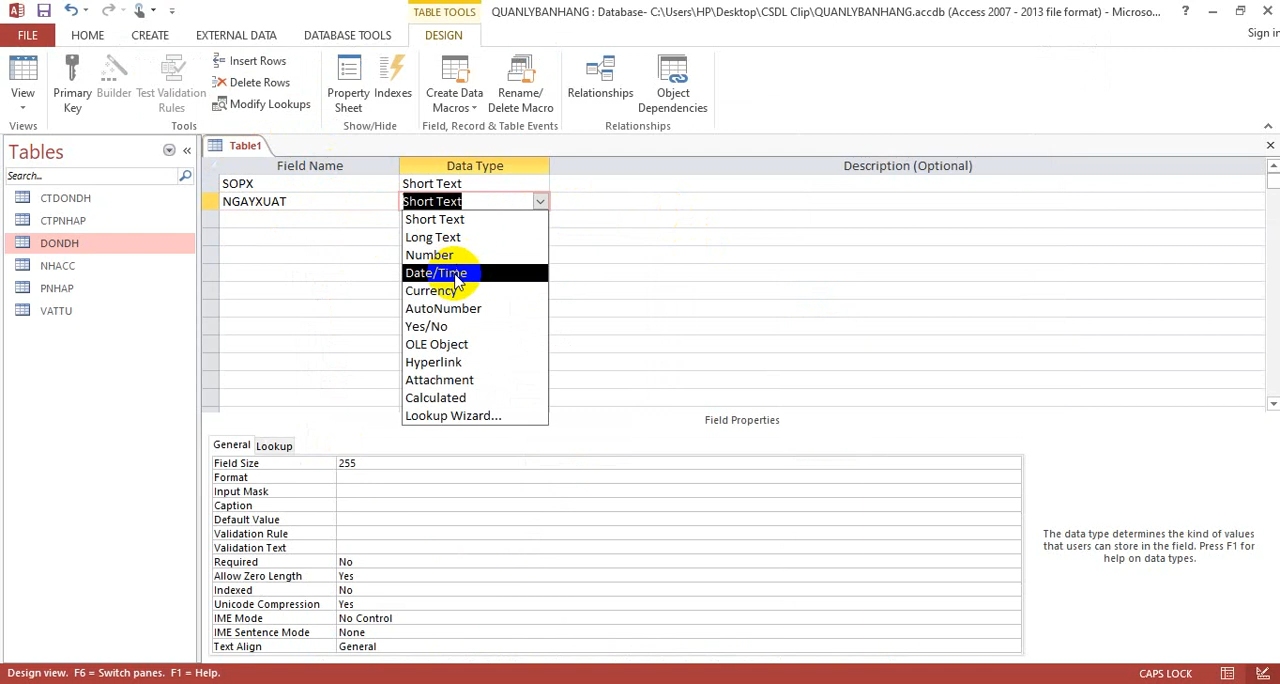 TABLE TOOLS
QUANLYBANHANG : Database- C:\Users\HP\Desktop\CSDL Clip\QUANLYBANHANG.accdb (Access 2007 - 2013 file format) - Microso...
?
FILE
HOME
CREATE
EXTERNAL DATA
DATABASE TOOLS
DESIGN
Sign in
View
Primary Key
Builder
Test Validation Rules
Insert Rows
Delete Rows
Modify Lookups
Property Sheet
Indexes
Create Data Macros
Rename/ Delete Macro
Relationships
Object Dependencies
Views
Tools
Show/Hide
Field, Record & Table Events
Relationships
Tables
Search...
CTDONDH
CTPNHAP
DONDH
NHACC
PNHAP
VATTU
Table1
Field Name
Data Type
Description (Optional)
SOPX
Short Text
NGAYXUAT
Short Text
Short Text
Long Text
Number
Date/Time
Currency
AutoNumber
Yes/No
OLE Object
Hyperlink
Attachment
Calculated
Lookup Wizard...
Field Properties
General
Lookup
Field Size 255
Format
Input Mask
Caption
Default Value
Validation Rule
Validation Text
Required No
Allow Zero Length Yes
Indexed No
Unicode Compression Yes
IME Mode No Control
IME Sentence Mode None
Text Align General
The data type determines the kind of values
that users can store in the field. Press F1 for
help on data types.
Design view. F6 = Switch panes. F1 = Help.
CAPS LOCK